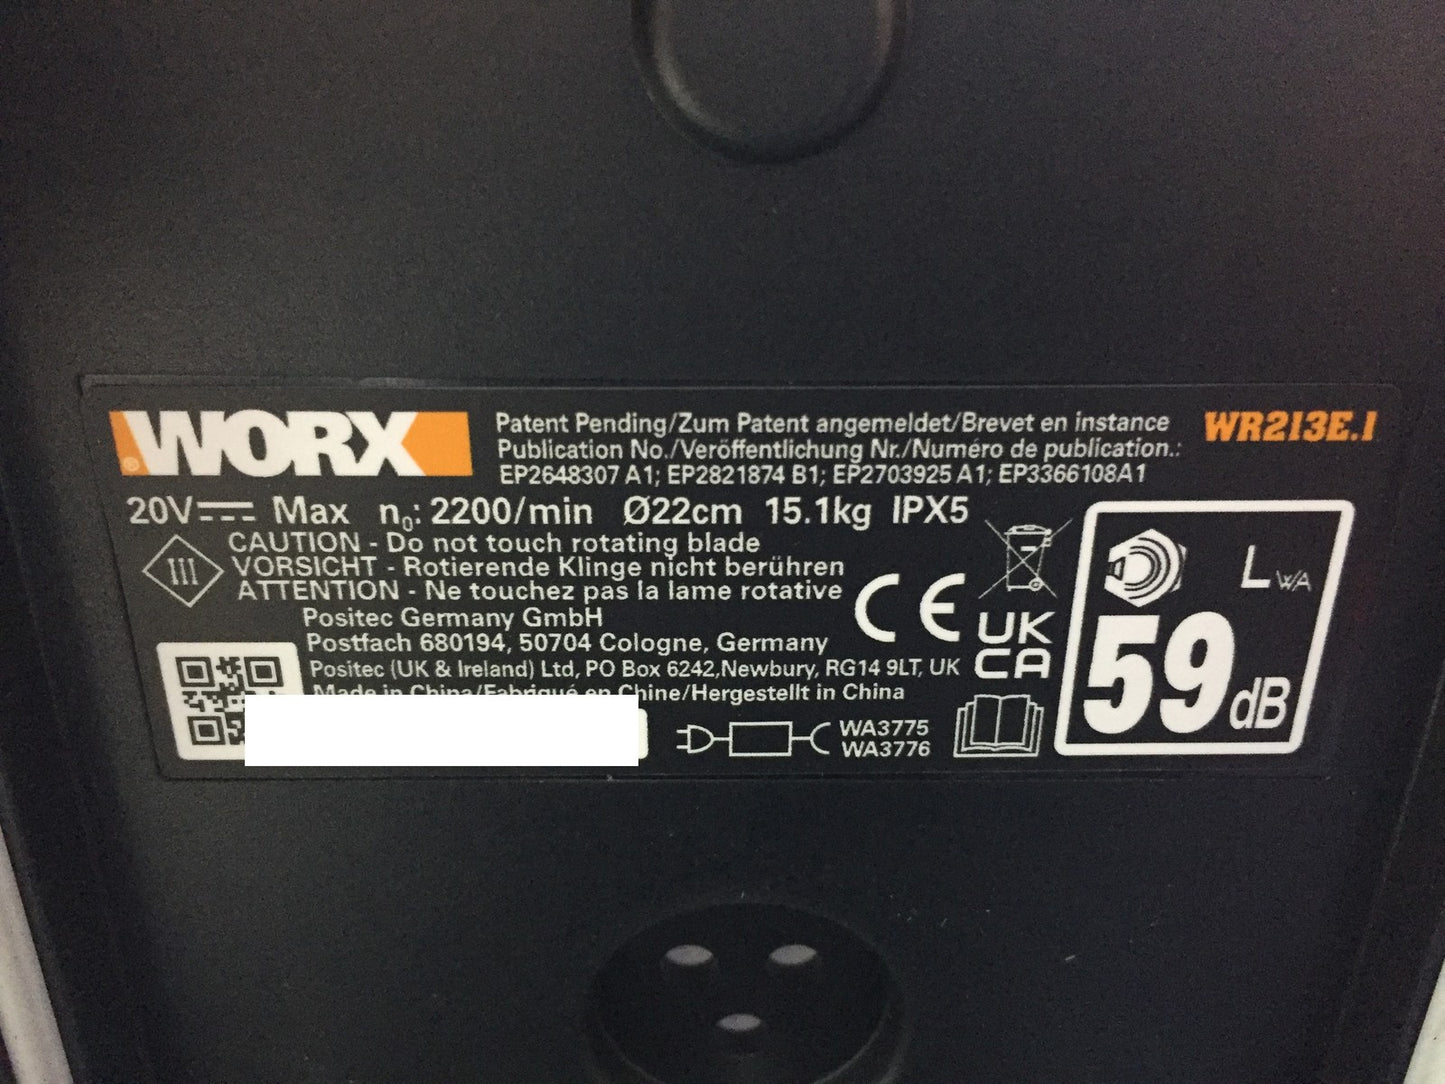 WORX
®
Patent Pending/Zum Patent angemeldet/Brevet en instance
WR213E.1
Publication No./Veröffentlichung Nr./Numéro de publication.:
EP2648307 A1; EP2821874 B1; EP2703925 A1; EP3366108A1
20V Max n₀: 2200/min Ø22cm 15.1kg IPX5
III
CAUTION - Do not touch rotating blade
VORSICHT - Rotierende Klinge nicht berühren
ATTENTION - Ne touchez pas la lame rotative
Positec Germany GmbH
Postfach 680194, 50704 Cologne, Germany
Positec (UK & Ireland) Ltd, PO Box 6242,Newbury, RG14 9LT, UK
Made in China/Fabriqué en Chine/Hergestellt in China
WA3775
WA3776
CE
UK
CA
LWA
59dB